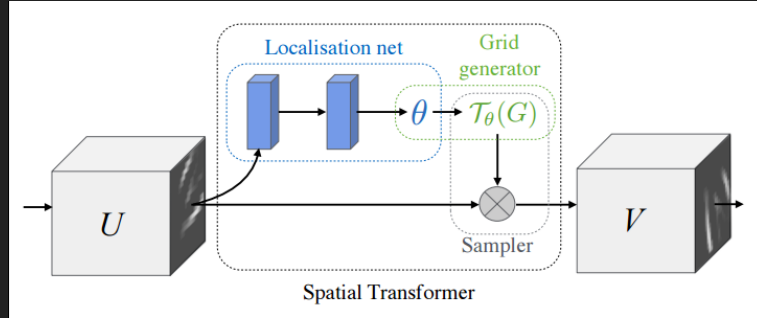 Localisation net
Grid
generator
θ
𝒯θ(G)
U
V
Sampler
Spatial Transformer